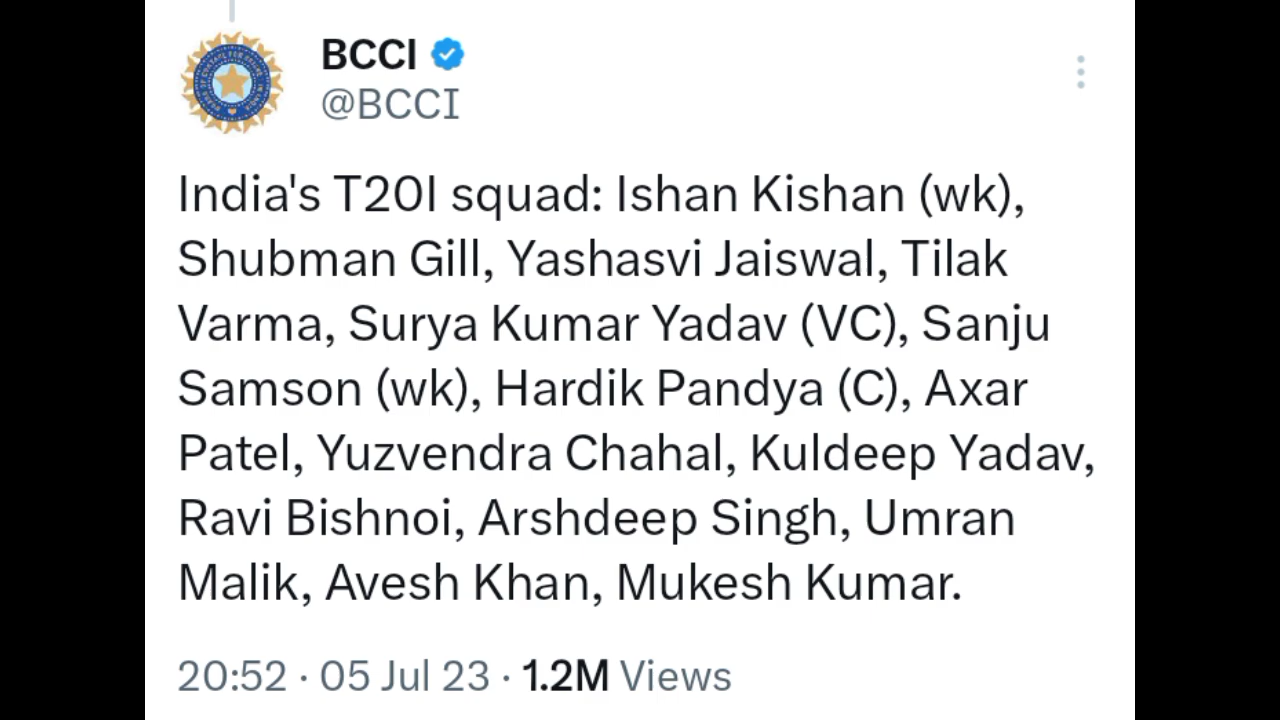 BCCI
@BCCI
India's T20I squad: Ishan Kishan (wk),
Shubman Gill, Yashasvi Jaiswal, Tilak
Varma, Surya Kumar Yadav (VC), Sanju
Samson (wk), Hardik Pandya (C), Axar
Patel, Yuzvendra Chahal, Kuldeep Yadav,
Ravi Bishnoi, Arshdeep Singh, Umran
Malik, Avesh Khan, Mukesh Kumar.
20:52 · 05 Jul 23 · 1.2M Views